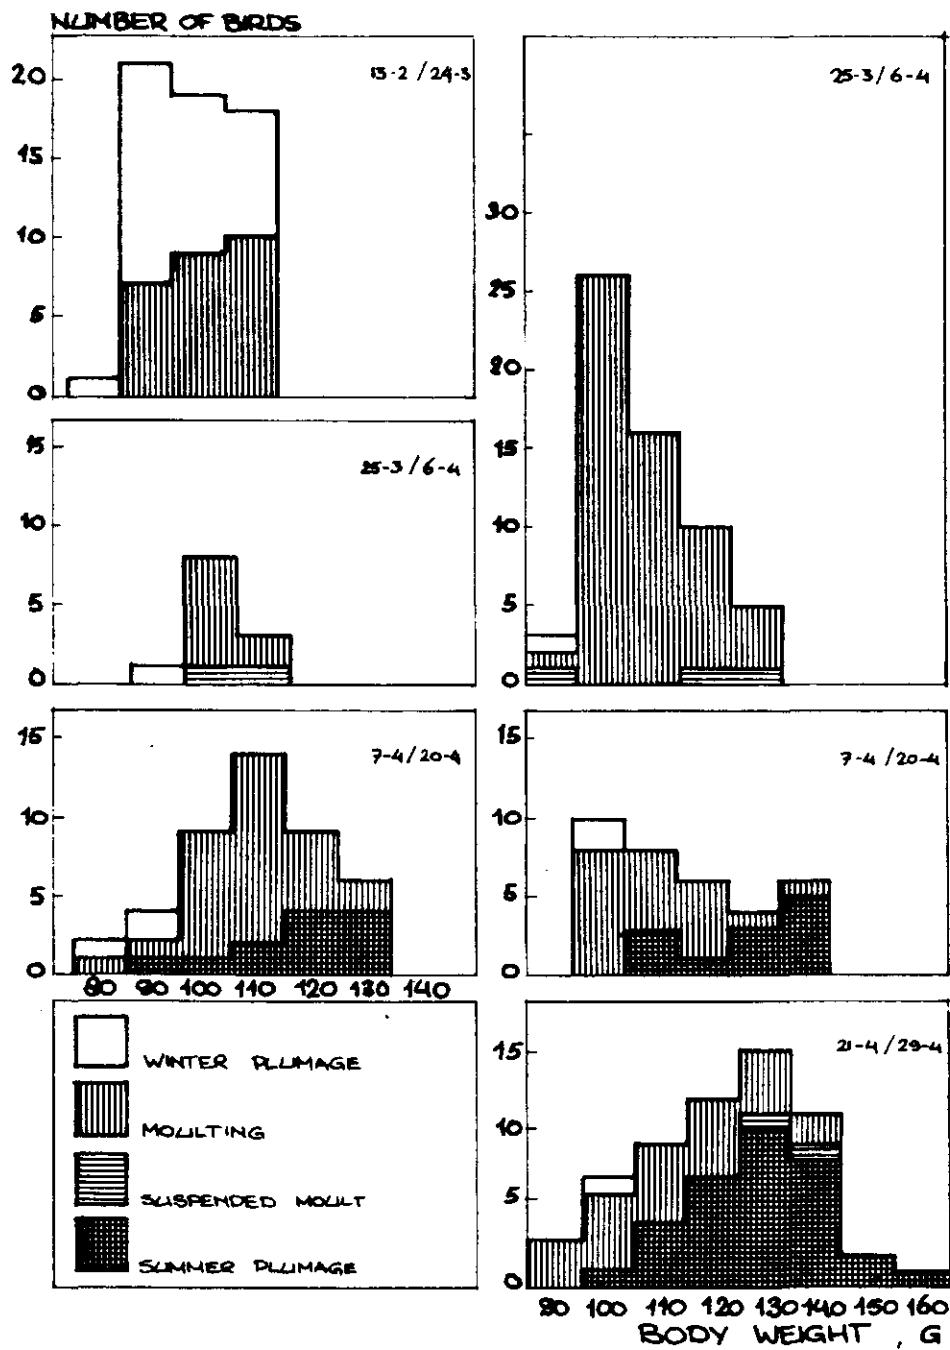 NUMBER OF BIRDS
13-2 / 24-3
20
15
10
5
0
25-3 / 6-4
30
25
20
15
10
5
0
25-3 / 6-4
15
10
5
0
7-4 / 20-4
15
10
5
0
80 90 100 110 120 130 140
7-4 / 20-4
15
10
5
0
WINTER PLUMAGE
MOULTING
SUSPENDED MOULT
SUMMER PLUMAGE
21-4 / 29-4
15
10
5
0
90 100 110 120 130 140 150 160
BODY WEIGHT , G